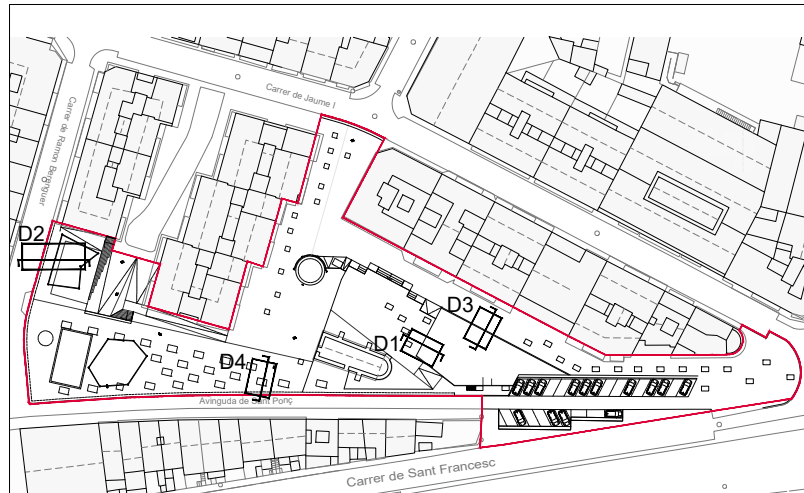 Carrer de Jaume I
Carrer de Ramon Berenguer
D2
D3
D1
D4
Avinguda de Sant Ponç
Carrer de Sant Francesc